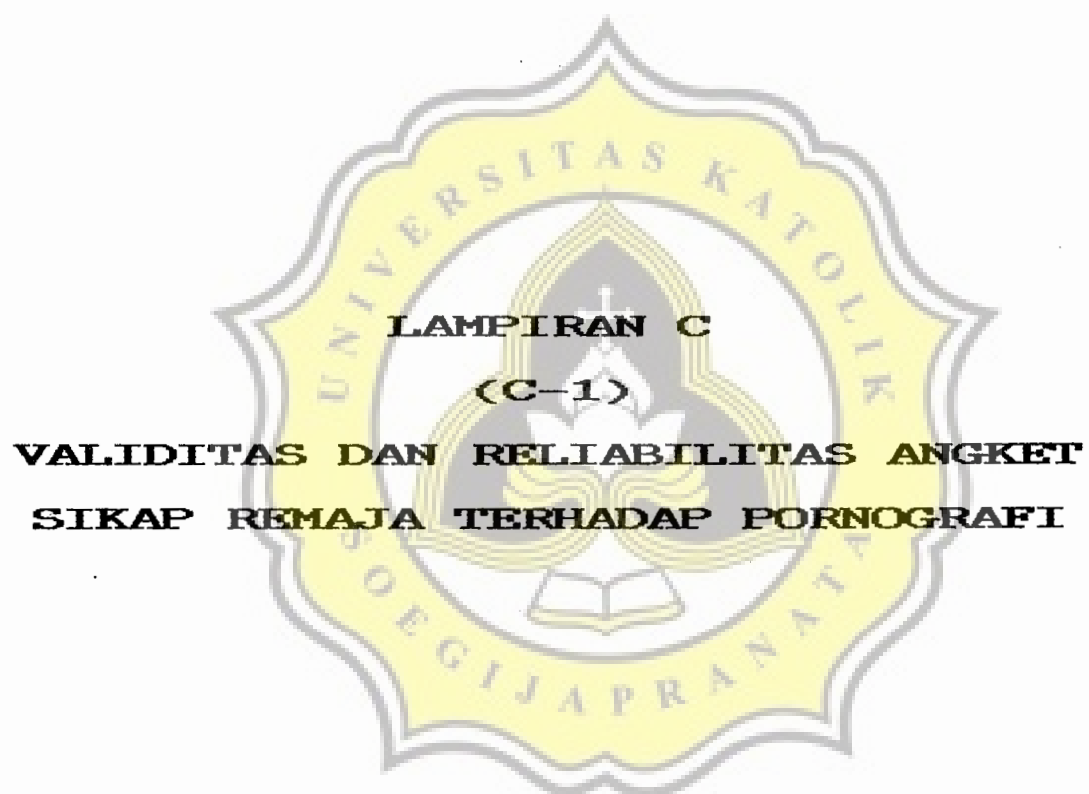 UNIVERSITAS KATOLIK
LAMPIRAN C
(C-1)
VALIDITAS DAN RELIABILITAS ANGKET
SIKAP REMAJA TERHADAP PORNOGRAFI
SOEGIJAPRANATA